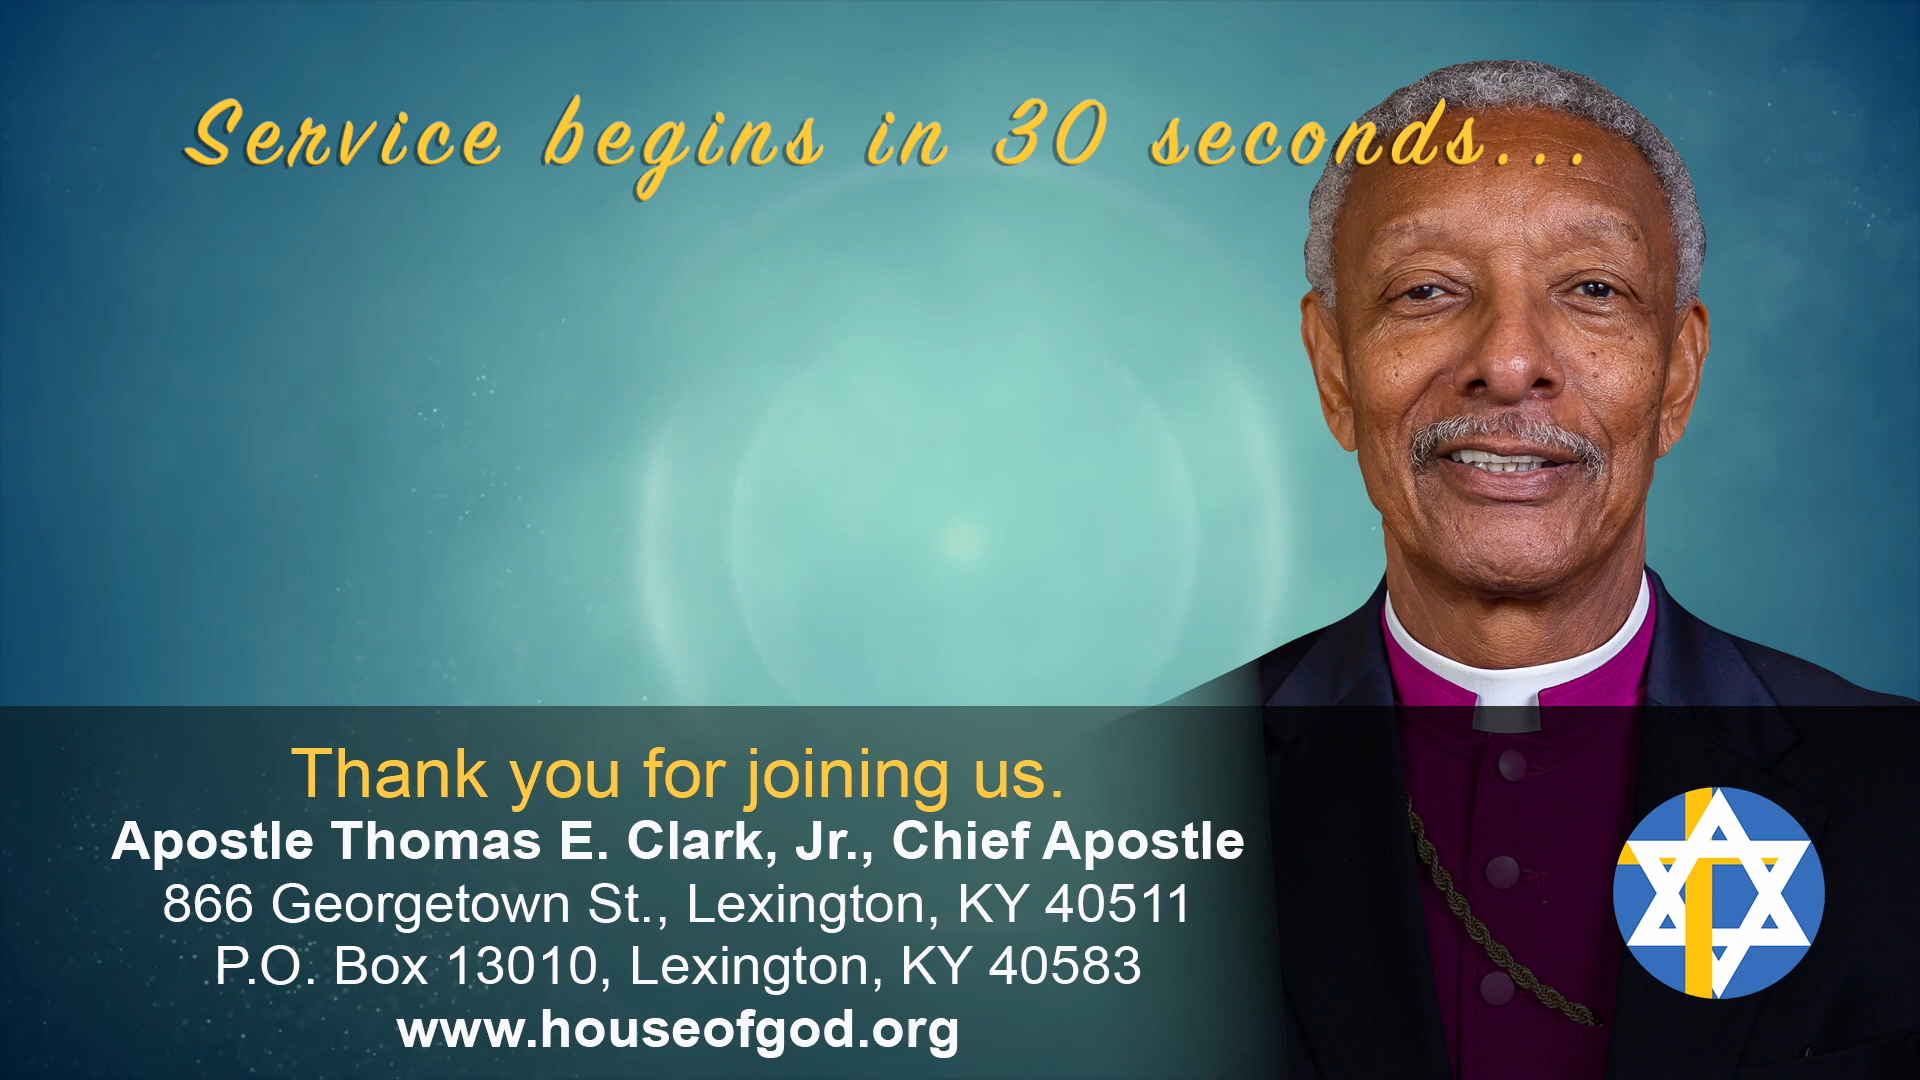 Service begins in 30 seconds...
Thank you for joining us.
Apostle Thomas E. Clark, Jr., Chief Apostle
866 Georgetown St., Lexington, KY 40511
P.O. Box 13010, Lexington, KY 40583
www.houseofgod.org